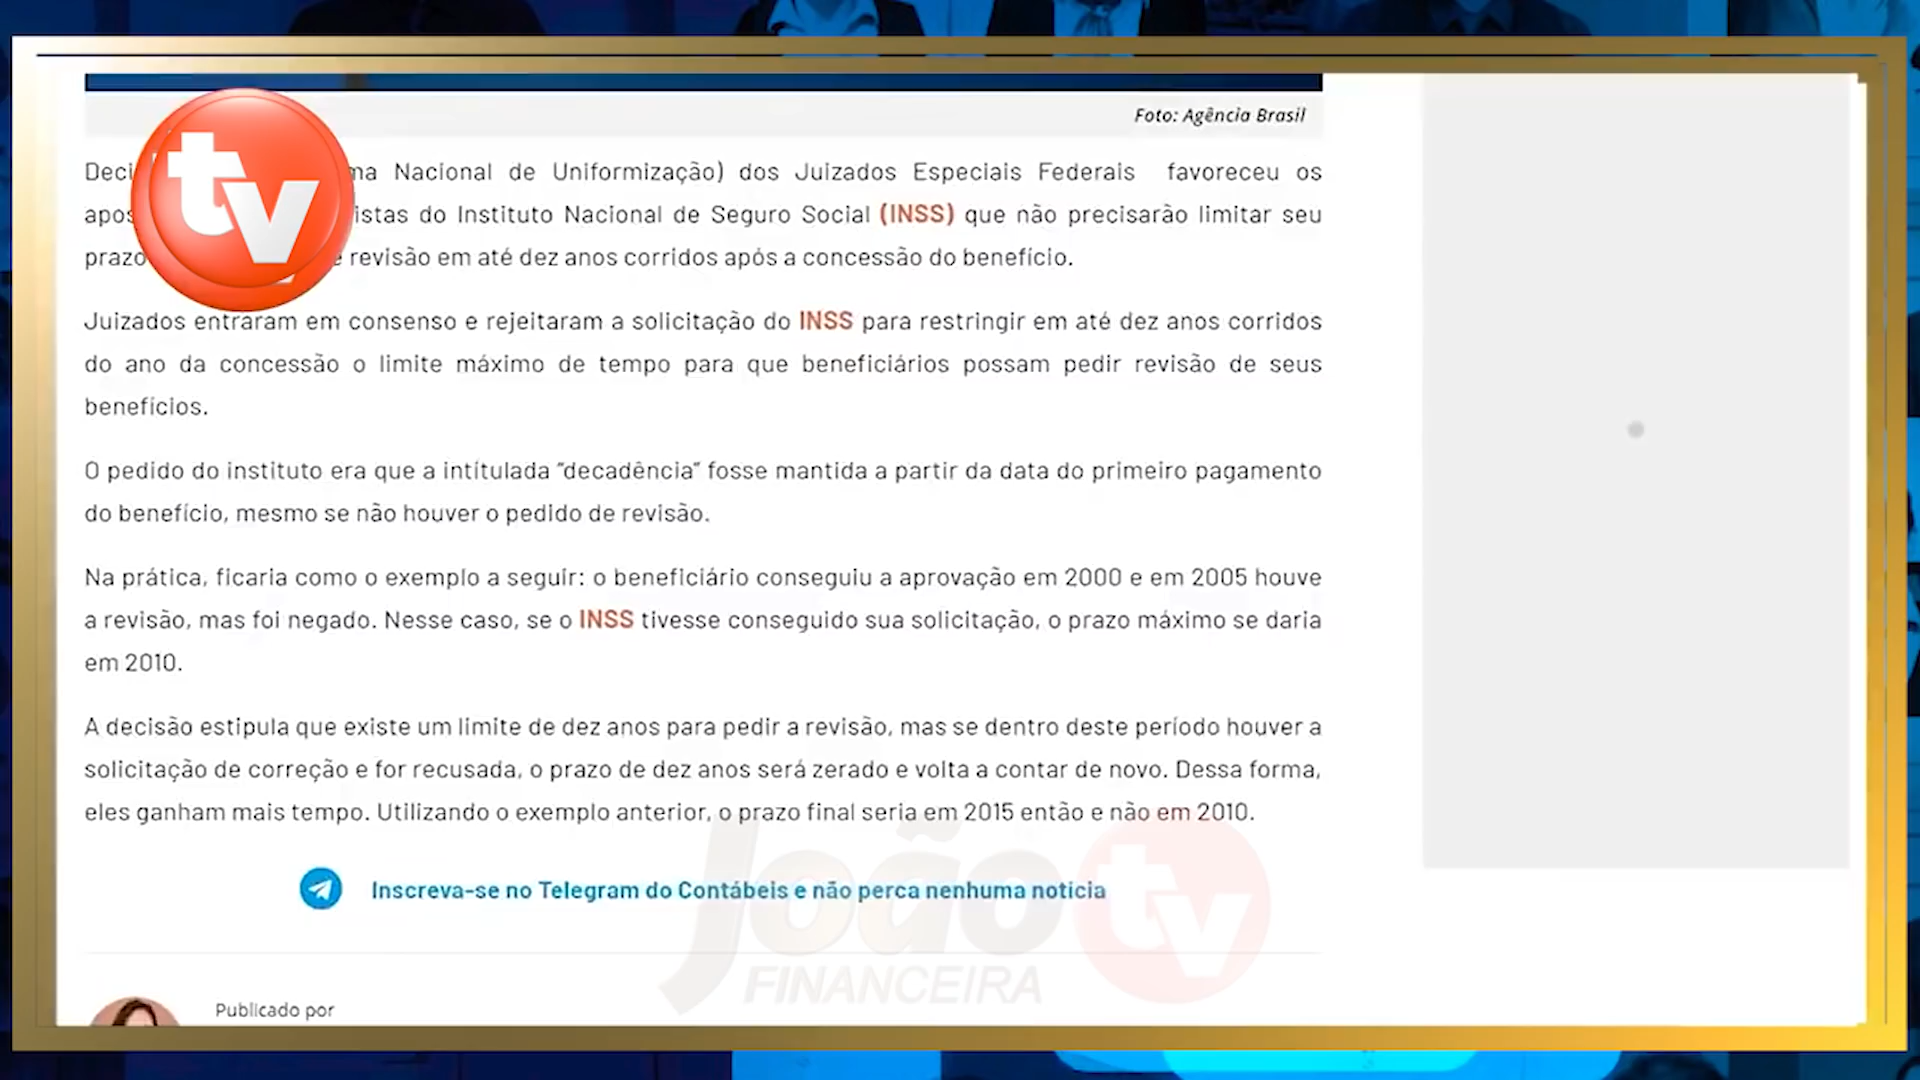 Foto: Agência Brasil
tv
Nacional de Uniformização) dos Juizados Especiais Federais favoreceu os
do Instituto Nacional de Seguro Social (INSS) que não precisarão limitar seu
prazo revisão em até dez anos corridos após a concessão do benefício.
Juizados entraram em consenso e rejeitaram a solicitação do INSS para restringir em até dez anos corridos
do ano da concessão o limite máximo de tempo para que beneficiários possam pedir revisão de seus
benefícios.
O pedido do instituto era que a intitulada “decadência” fosse mantida a partir da data do primeiro pagamento
do benefício, mesmo se não houver o pedido de revisão.
Na prática, ficaria como o exemplo a seguir: o beneficiário conseguiu a aprovação em 2000 e em 2005 houve
a revisão, mas foi negado. Nesse caso, se o INSS tivesse conseguido sua solicitação, o prazo máximo se daria
em 2010.
A decisão estipula que existe um limite de dez anos para pedir a revisão, mas se dentro deste período houver a
solicitação de correção e for recusada, o prazo de dez anos será zerado e volta a contar de novo. Dessa forma,
eles ganham mais tempo. Utilizando o exemplo anterior, o prazo final seria em 2015 então e não em 2010.
Inscreva-se no Telegram do Contábeis e não perca nenhuma notícia
João tv
FINANCEIRA
Publicado por